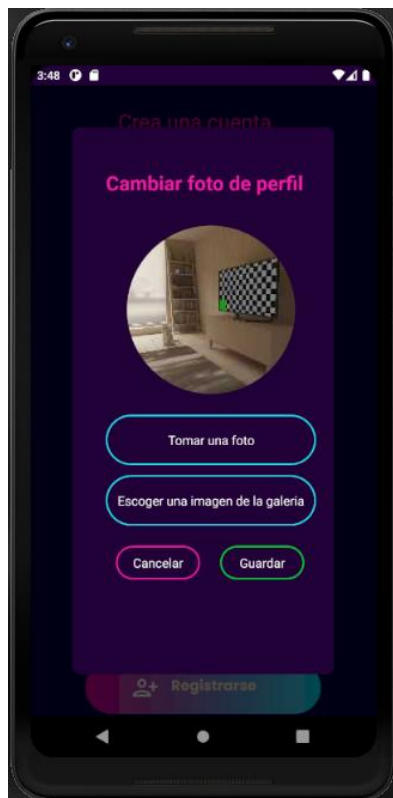 3:48
Crea una cuenta
Cambiar foto de perfil
Tomar una foto
Escoger una imagen de la galeria
Cancelar Guardar
Registrarse